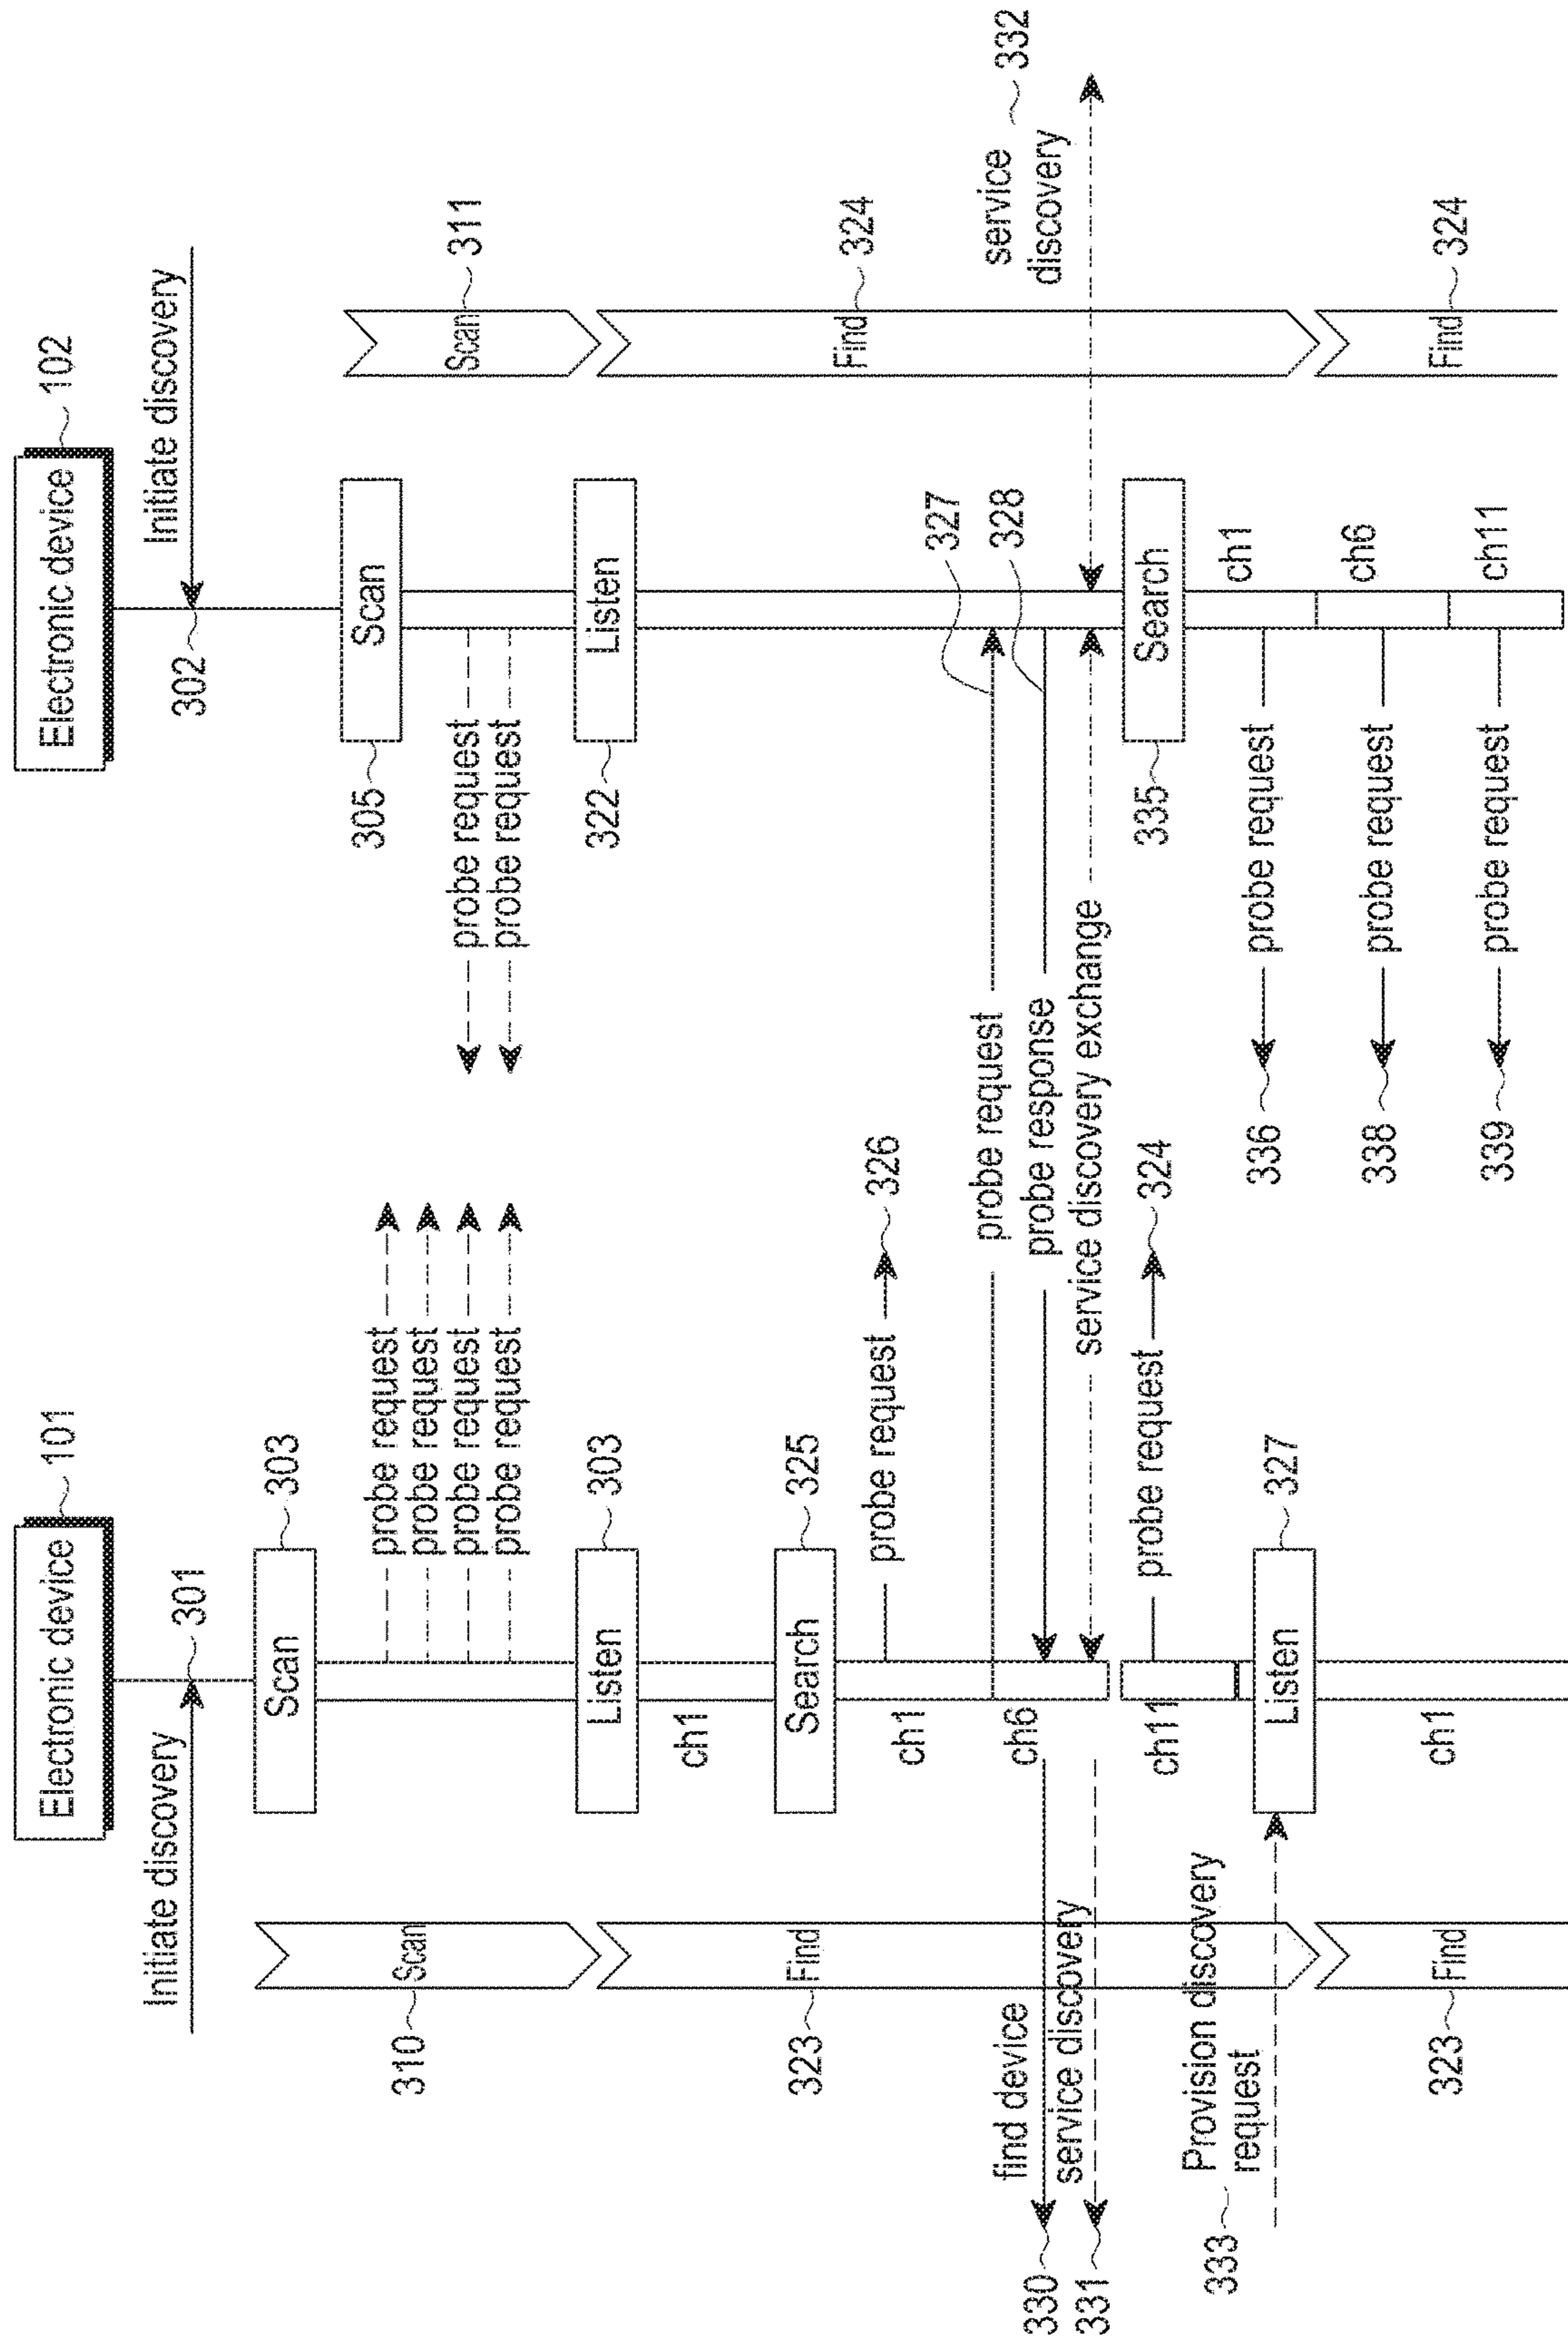 Electronic device
101
Electronic device
102
Initiate discovery
301
302
Initiate discovery
310
Scan
Scan
303
probe request
probe request
probe request
probe request
305
Scan
probe request
probe request
Scan
311
323
Find
Listen
303
ch1
Search
325
ch1
probe request
326
322
Listen
Find
324
ch6
probe request
327
probe response
328
service discovery exchange
find device
330
service discovery
331
service
discovery
332
ch11
probe request
324
Provision discovery
request
333
Listen
327
ch1
323
Find
335
Search
ch1
probe request
336
ch6
probe request
338
ch11
probe request
339
Find
324